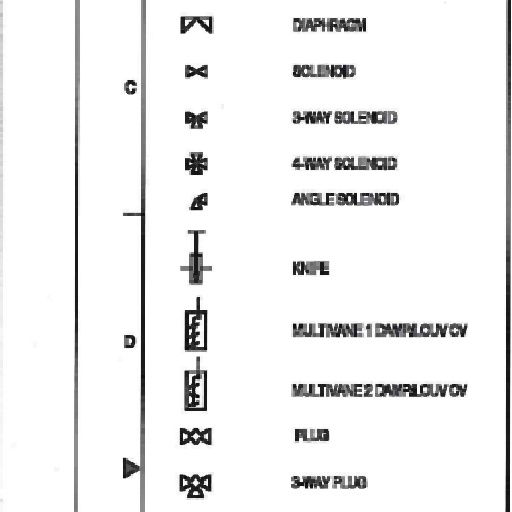 DIAPHRAGM
SOLENOID
C
3-WAY SOLENOID
4-WAY SOLENOID
ANGLE SOLENOID
KNIFE
MULTIVANE 1 DAMP/LOUV CV
D
MULTIVANE 2 DAMP/LOUV CV
PLUG
3-WAY PLUG